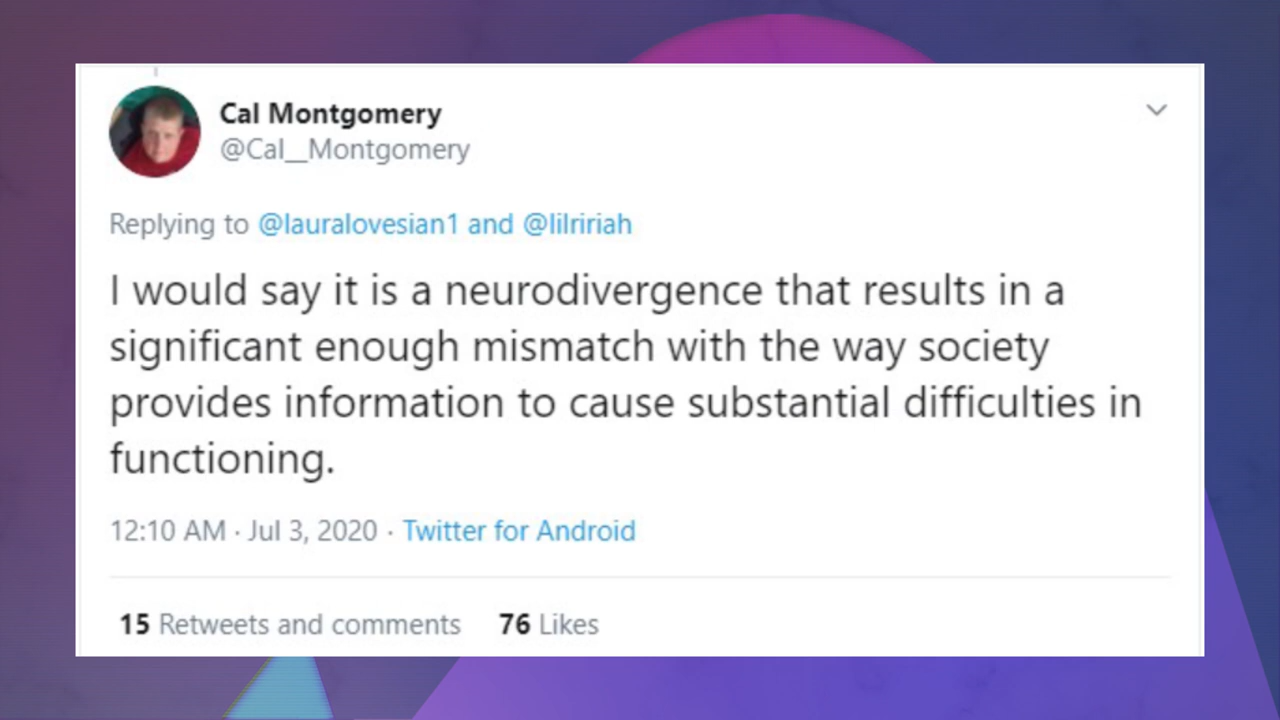 Cal Montgomery
@Cal__Montgomery
Replying to @lauralovesian1 and @lilririah
I would say it is a neurodivergence that results in a
significant enough mismatch with the way society
provides information to cause substantial difficulties in
functioning.
12:10 AM · Jul 3, 2020 · Twitter for Android
15 Retweets and comments 76 Likes